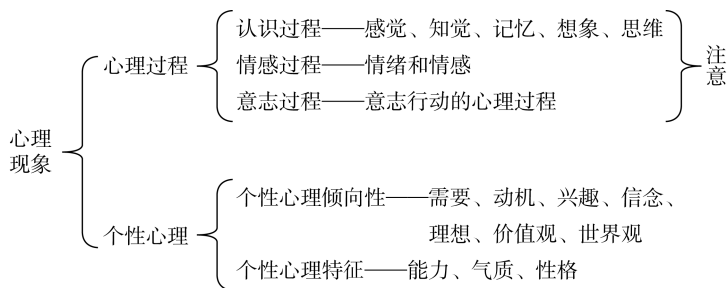 心理现象
心理过程
认识过程——感觉、知觉、记忆、想象、思维
情感过程——情绪和情感
意志过程——意志行动的心理过程
注意
个性心理
个性心理倾向性——需要、动机、兴趣、信念、
理想、价值观、世界观
个性心理特征——能力、气质、性格